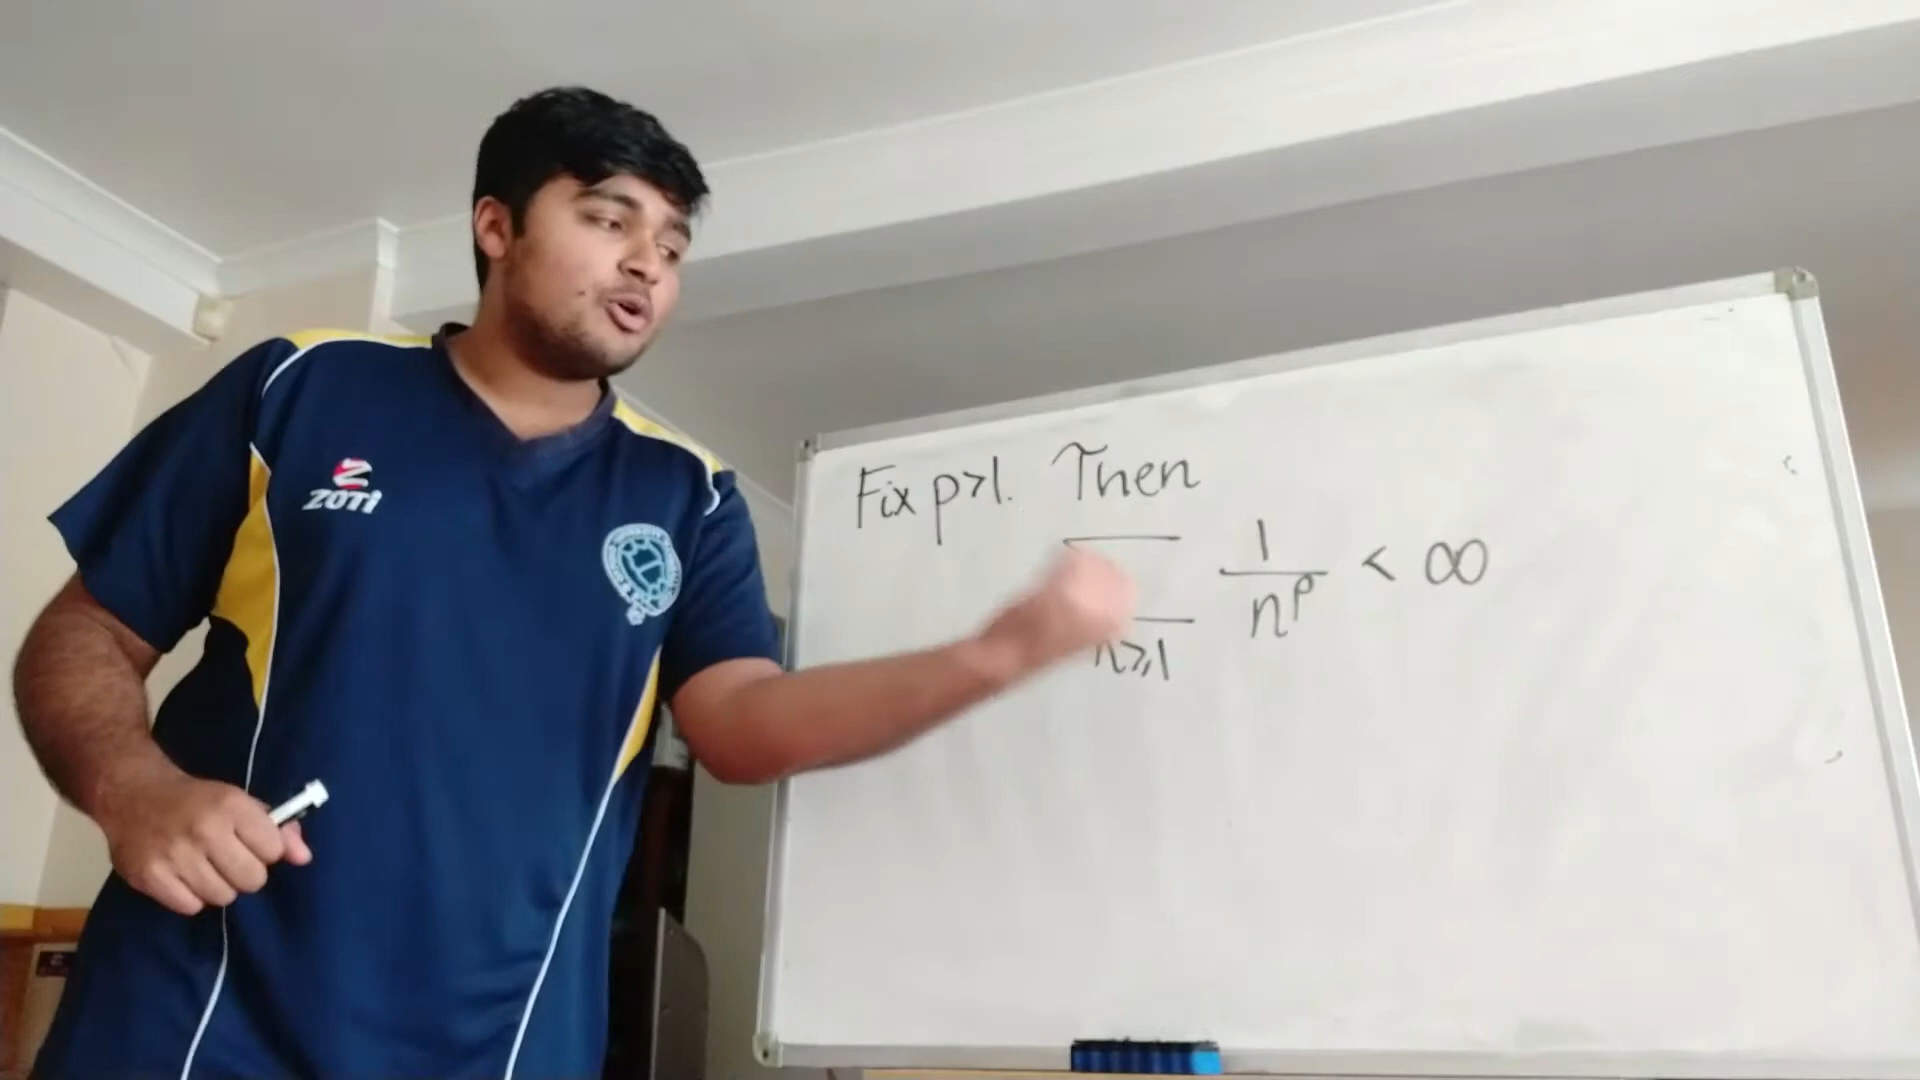 ZOTI
Fix p>1. Then
∑ 1/n^p < ∞
n≥1